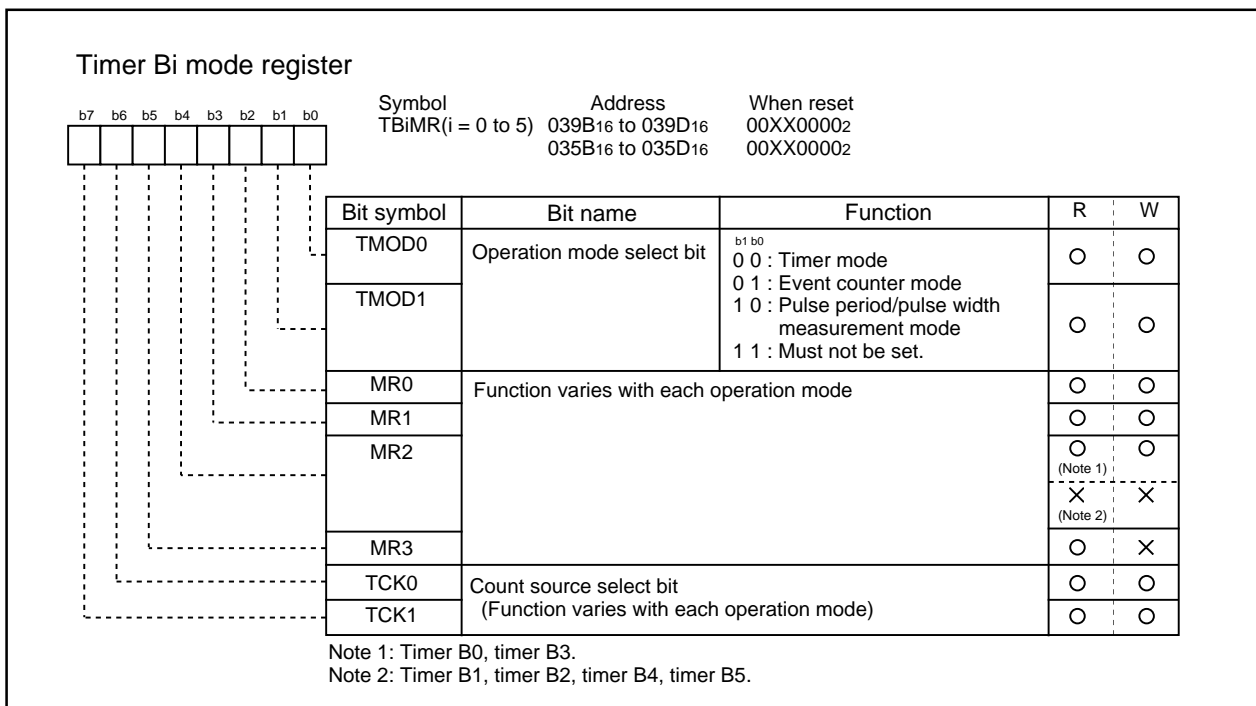 Timer Bi mode register
Symbol Address When reset
TBiMR(i = 0 to 5) 039B16 to 039D16 00XX00002
035B16 to 035D16 00XX00002
b7 b6 b5 b4 b3 b2 b1 b0
Bit symbol Bit name Function R W
TMOD0 Operation mode select bit b1 b0
0 0 : Timer mode
0 1 : Event counter mode
TMOD1 1 0 : Pulse period/pulse width
measurement mode
1 1 : Must not be set.
MR0 Function varies with each operation mode
MR1
MR2
(Note 1)
(Note 2)
MR3
TCK0 Count source select bit
TCK1 (Function varies with each operation mode)
Note 1: Timer B0, timer B3.
Note 2: Timer B1, timer B2, timer B4, timer B5.